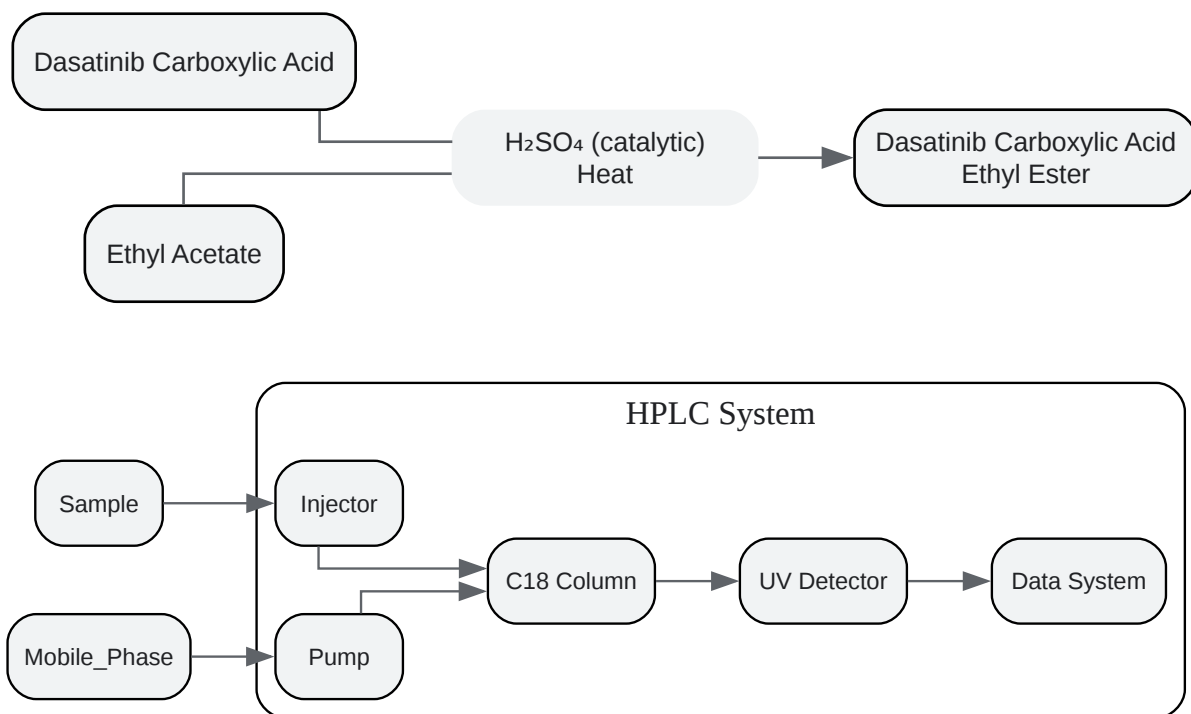 Dasatinib Carboxylic Acid
H₂SO₄ (catalytic)
Heat
Dasatinib Carboxylic Acid
Ethyl Ester
Ethyl Acetate
HPLC System
Sample
Injector
C18 Column
UV Detector
Data System
Mobile_Phase
Pump